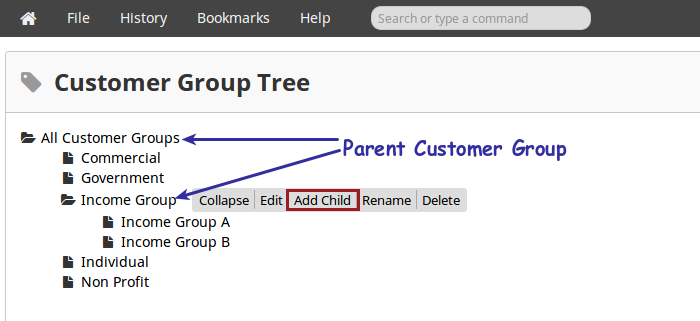 File History Bookmarks Help Search or type a command
Customer Group Tree
All Customer Groups
Parent Customer Group
Commercial
Government
Income Group Collapse Edit Add Child Rename Delete
Income Group A
Income Group B
Individual
Non Profit